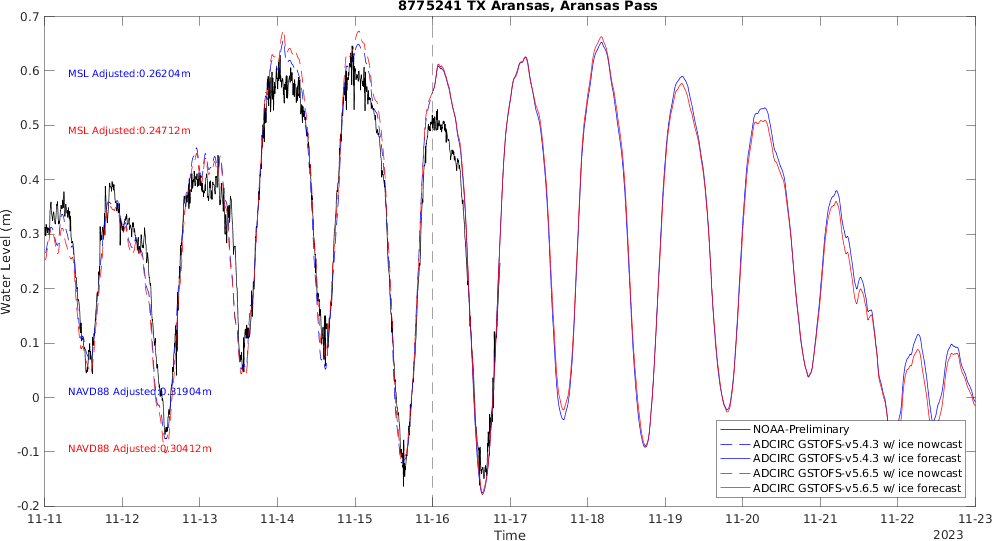 8775241 TX Aransas, Aransas Pass
0.7
0.6
0.5
0.4
0.3
0.2
0.1
0
-0.1
-0.2
Water Level (m)
MSL Adjusted:0.26204m
MSL Adjusted:0.24712m
NAVD88 Adjusted:0.31904m
NAVD88 Adjusted:0.30412m
NOAA-Preliminary
ADCIRC GSTOFS-v5.4.3 w/ ice nowcast
ADCIRC GSTOFS-v5.4.3 w/ ice forecast
ADCIRC GSTOFS-v5.6.5 w/ ice nowcast
ADCIRC GSTOFS-v5.6.5 w/ ice forecast
11-11 11-12 11-13 11-14 11-15 11-16 11-17 11-18 11-19 11-20 11-21 11-22 11-23
Time
2023